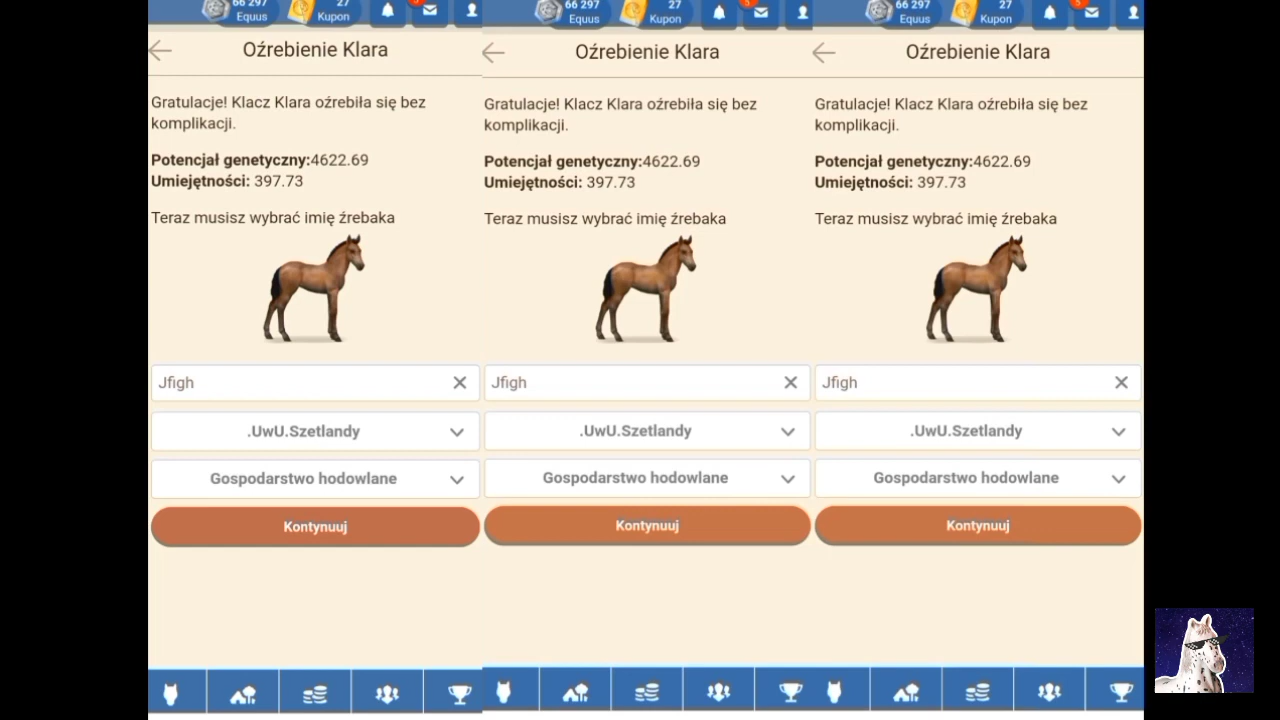 66 297
Equus
27
Kupon
Oźrebienie Klara
Gratulacje! Klacz Klara oźrebiła się bez
komplikacji.
Potencjał genetyczny:4622.69
Umiejętności: 397.73
Teraz musisz wybrać imię źrebaka
Jfigh
.UwU.Szetlandy
Gospodarstwo hodowlane
Kontynuuj
66 297
Equus
27
Kupon
5
Oźrebienie Klara
Gratulacje! Klacz Klara oźrebiła się bez
komplikacji.
Potencjał genetyczny:4622.69
Umiejętności: 397.73
Teraz musisz wybrać imię źrebaka
Jfigh
.UwU.Szetlandy
Gospodarstwo hodowlane
Kontynuuj
66 297
Equus
27
Kupon
5
Oźrebienie Klara
Gratulacje! Klacz Klara oźrebiła się bez
komplikacji.
Potencjał genetyczny:4622.69
Umiejętności: 397.73
Teraz musisz wybrać imię źrebaka
Jfigh
.UwU.Szetlandy
Gospodarstwo hodowlane
Kontynuuj